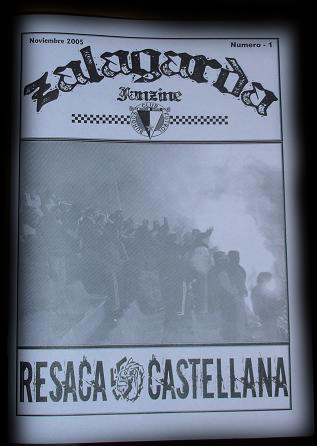 Noviembre 2005
Numero - 1
zalagarda
Fanzine
RESACA CASTELLANA